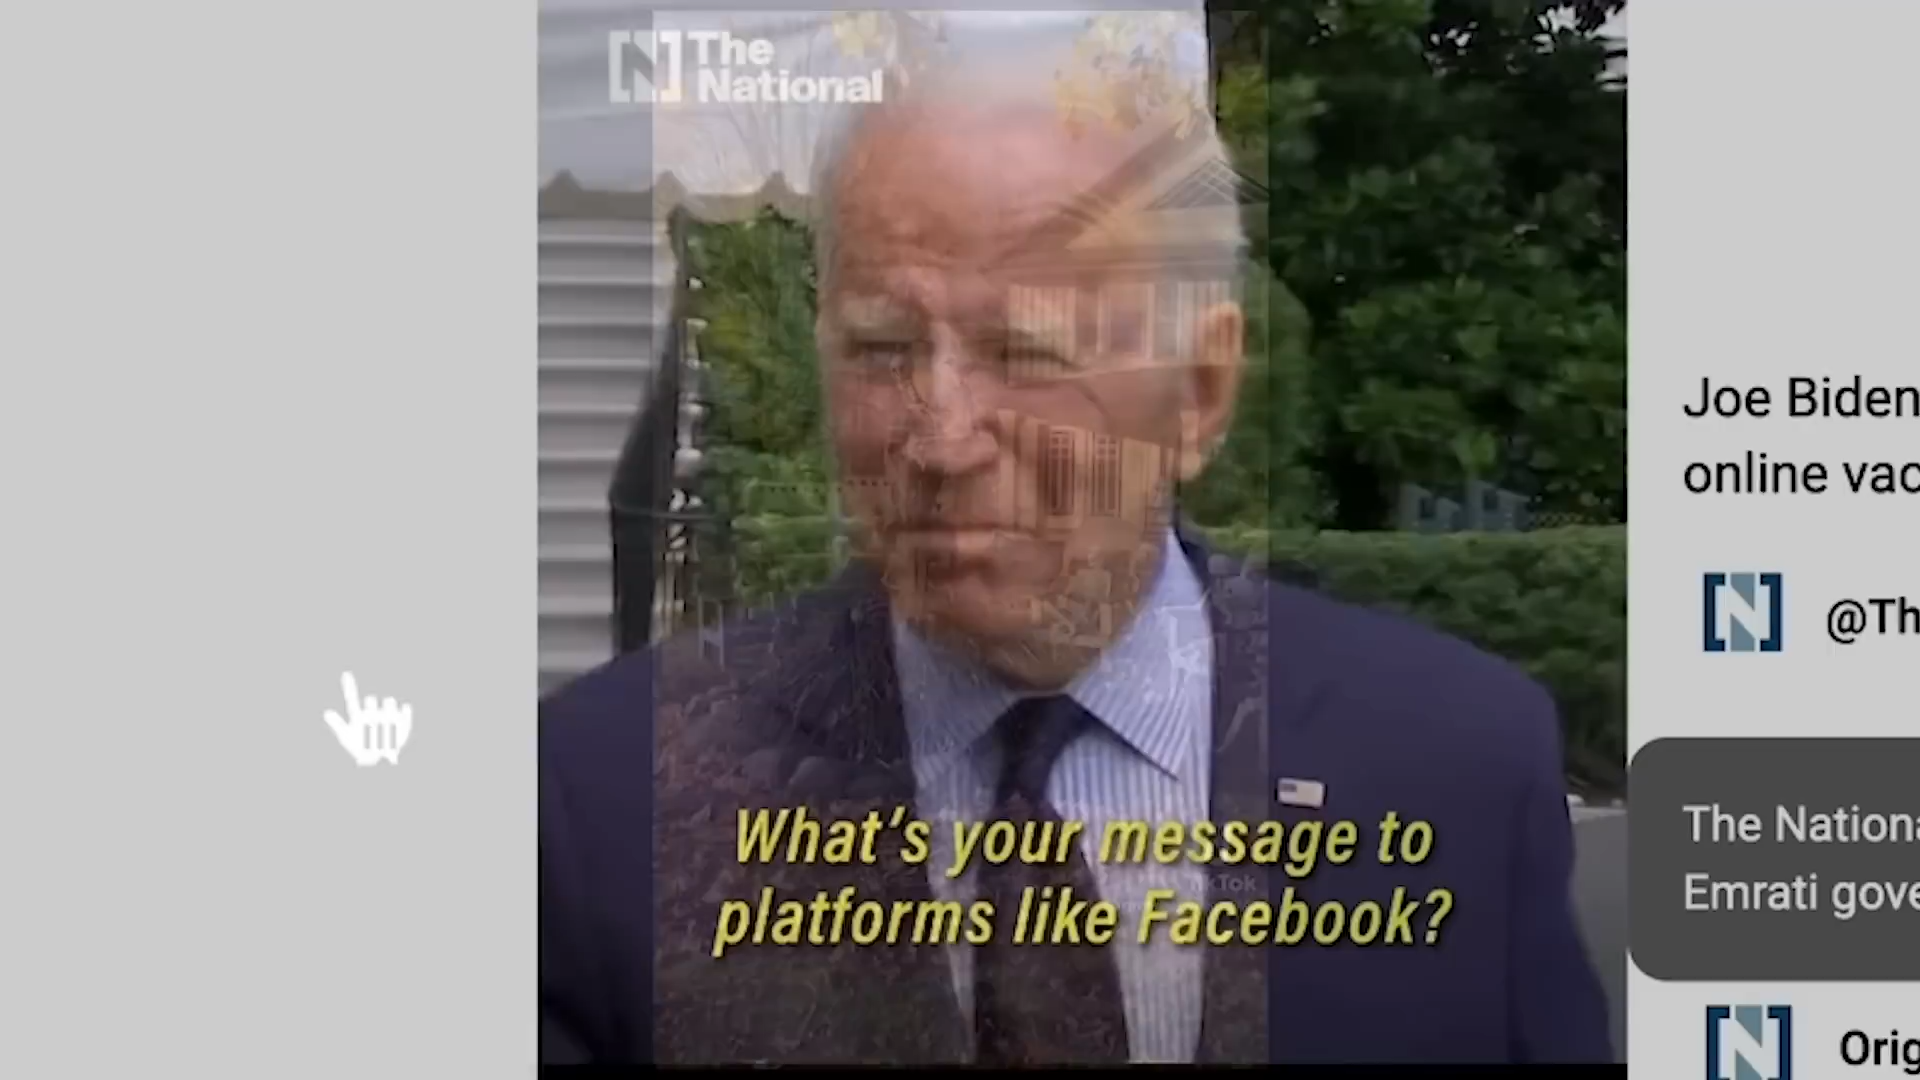 The
National
What's your message to
platforms like Facebook?
TikTok
Joe Biden
online vac
@Th
The Nationa
Emrati gove
Orig